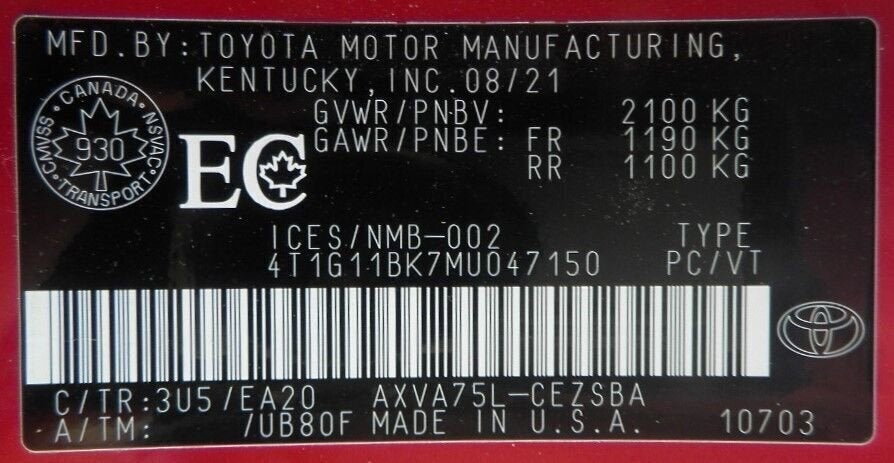 MFD.BY:TOYOTA MOTOR MANUFACTURING,
KENTUCKY,INC.08/21
GVWR/PNBV: 2100 KG
GAWR/PNBE: FR 1190 KG
RR 1100 KG
CANADA
CMVSS 930 NSVAC
TRANSPORT
EC
ICES/NMB-002 TYPE
4T1G11BK7MU047150 PC/VT
C/TR:3U5/EA20 AXVA75L-CEZSBA
A/TM: /UB80F MADE IN U.S.A. 10703